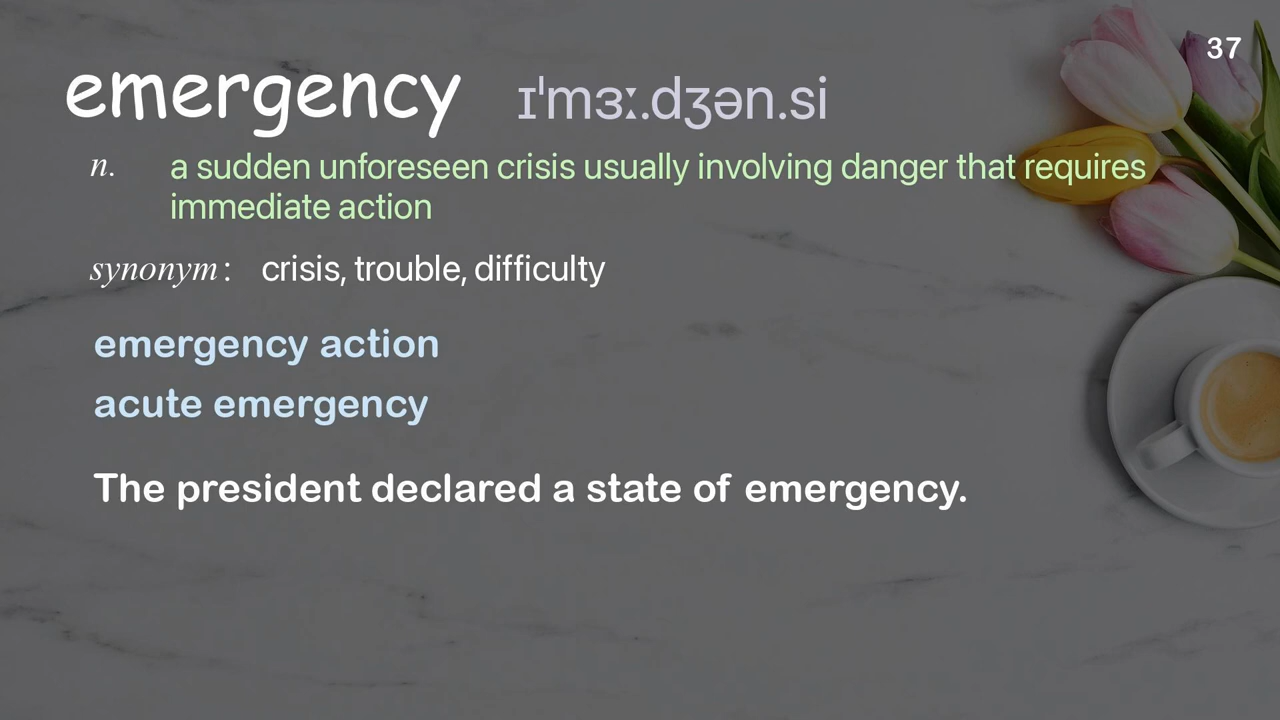 37
emergency ɪˈmɜː.dʒən.si
n. a sudden unforeseen crisis usually involving danger that requires
immediate action
synonym: crisis, trouble, difficulty
emergency action
acute emergency
The president declared a state of emergency.